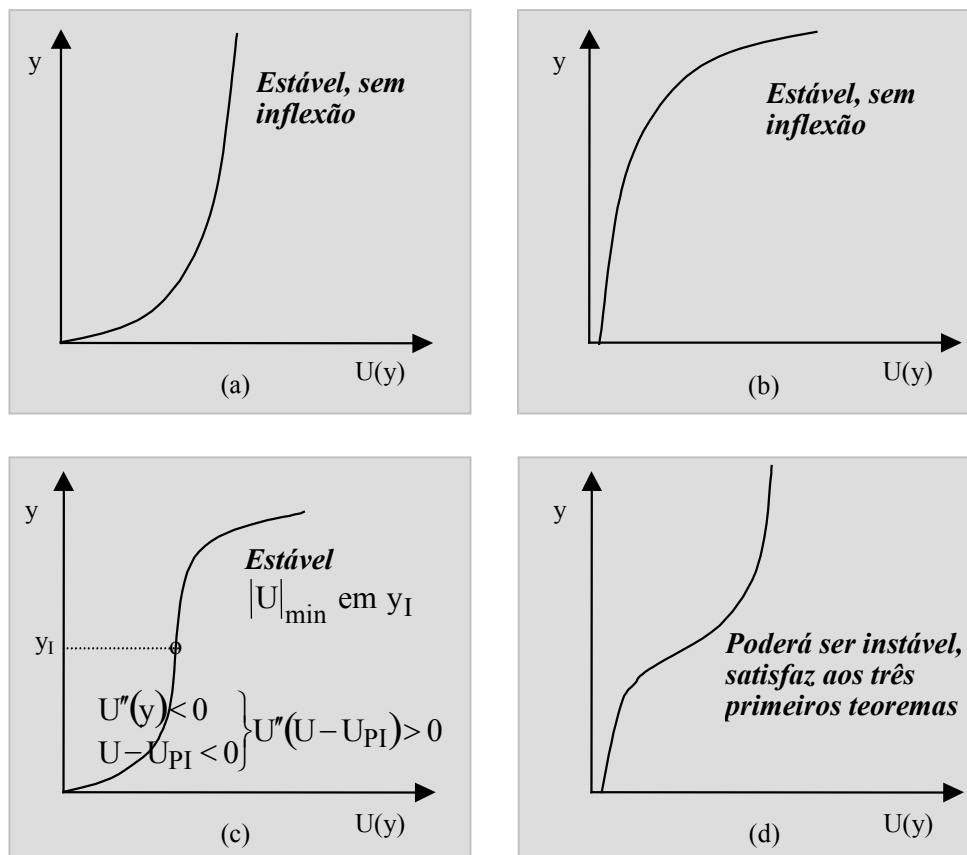 y
Estável, sem
inflexão
U(y)
(a)
y
Estável, sem
inflexão
U(y)
(b)
y
Estável
|U|min em yI
yI
U″(y)<0
U−UPI<0}U″(U−UPI)>0
U(y)
(c)
y
Poderá ser instável,
satisfaz aos três
primeiros teoremas
U(y)
(d)